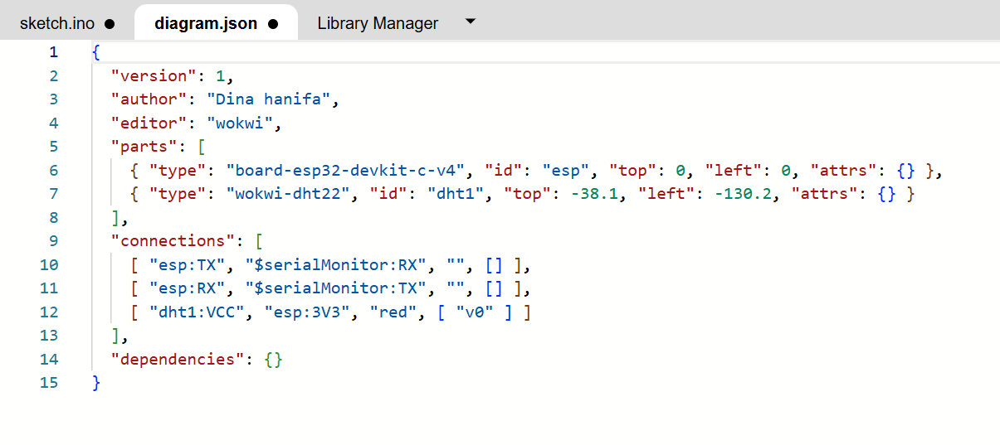 sketch.ino ● diagram.json ● Library Manager
1 {
2 "version": 1,
3 "author": "Dina hanifa",
4 "editor": "wokwi",
5 "parts": [
6 { "type": "board-esp32-devkit-c-v4", "id": "esp", "top": 0, "left": 0, "attrs": {} },
7 { "type": "wokwi-dht22", "id": "dht1", "top": -38.1, "left": -130.2, "attrs": {} }
8 ],
9 "connections": [
10 [ "esp:TX", "$serialMonitor:RX", "", [] ],
11 [ "esp:RX", "$serialMonitor:TX", "", [] ],
12 [ "dht1:VCC", "esp:3V3", "red", [ "v0" ] ]
13 ],
14 "dependencies": {}
15 }